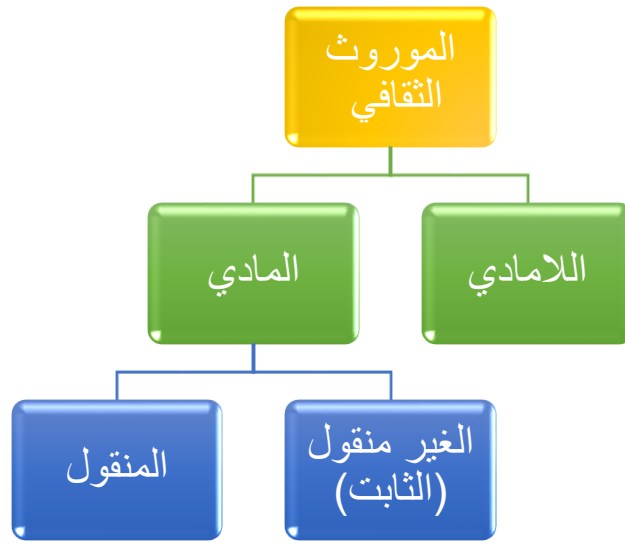 الموروث
الثقافي
اللامادي
المادي
الغير منقول
(الثابت)
المنقول